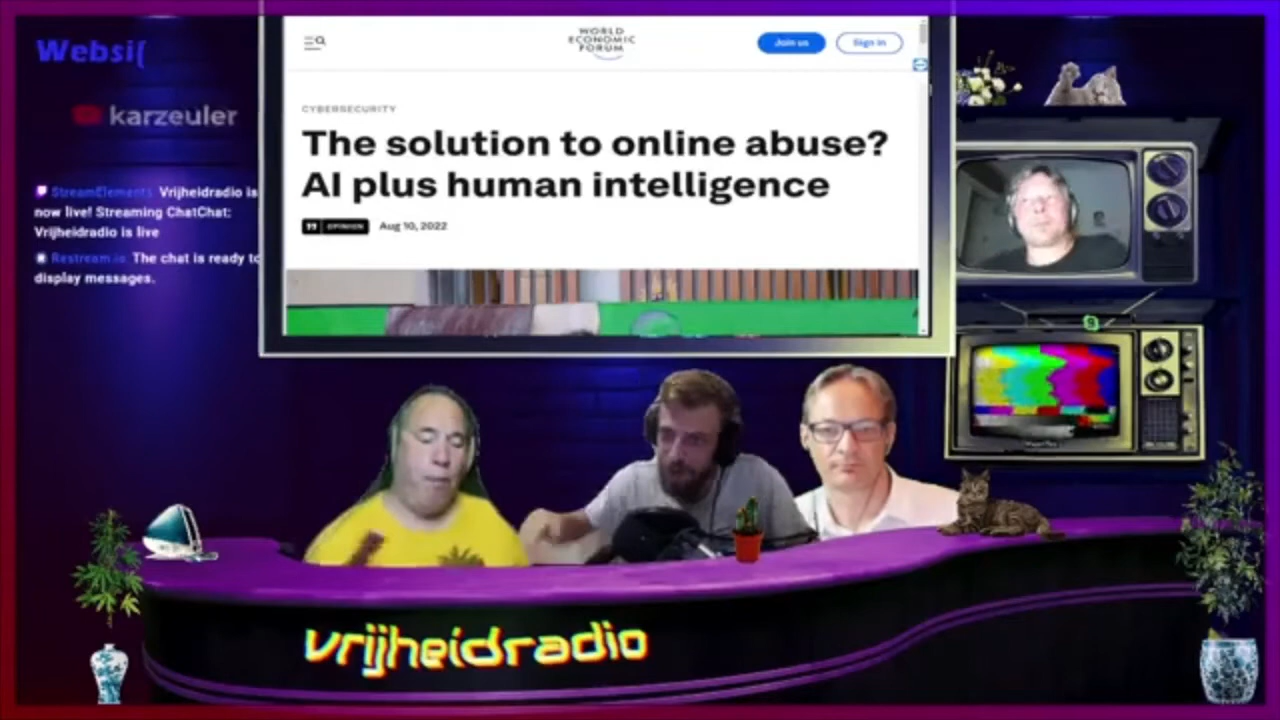 Websi(
karzeuler
StreamElements: Vrijheidradio is
now live! Streaming ChatChat:
Vrijheidradio is live
Restream.io: The chat is ready to
display messages.
WORLD
ECONOMIC
FORUM
Join us
Sign in
CYBERSECURITY
The solution to online abuse?
AI plus human intelligence
OPINION Aug 10, 2022
vrijheidradio